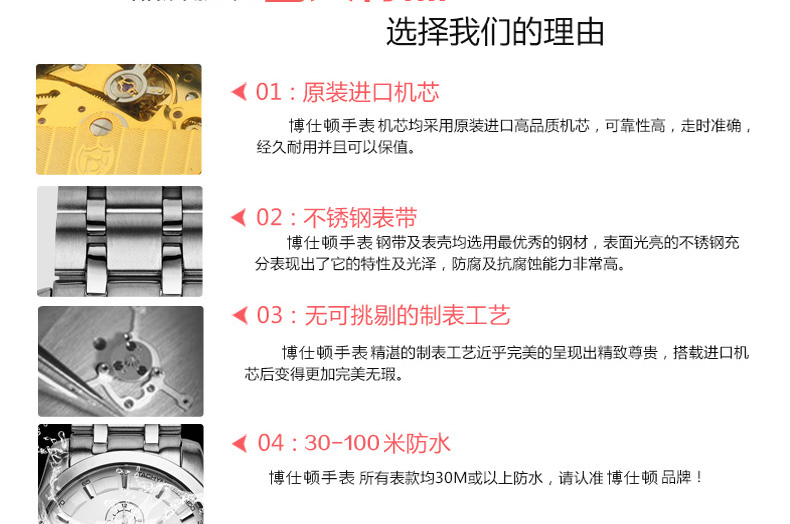 选择我们的理由
01：原装进口机芯
博仕顿手表机芯均采用原装进口高品质机芯，可靠性高，走时准确，
经久耐用并且可以保值。
02：不锈钢表带
博仕顿手表钢带及表壳均选用最优秀的钢材，表面光亮的不锈钢充
分表现出了它的特性及光泽，防腐及抗腐蚀能力非常高。
03：无可挑剔的制表工艺
博仕顿手表精湛的制表工艺近乎完美的呈现出精致尊贵，搭载进口机
芯后变得更加完美无瑕。
04：30-100米防水
博仕顿手表 所有表款均30M或以上防水，请认准 博仕顿 品牌！